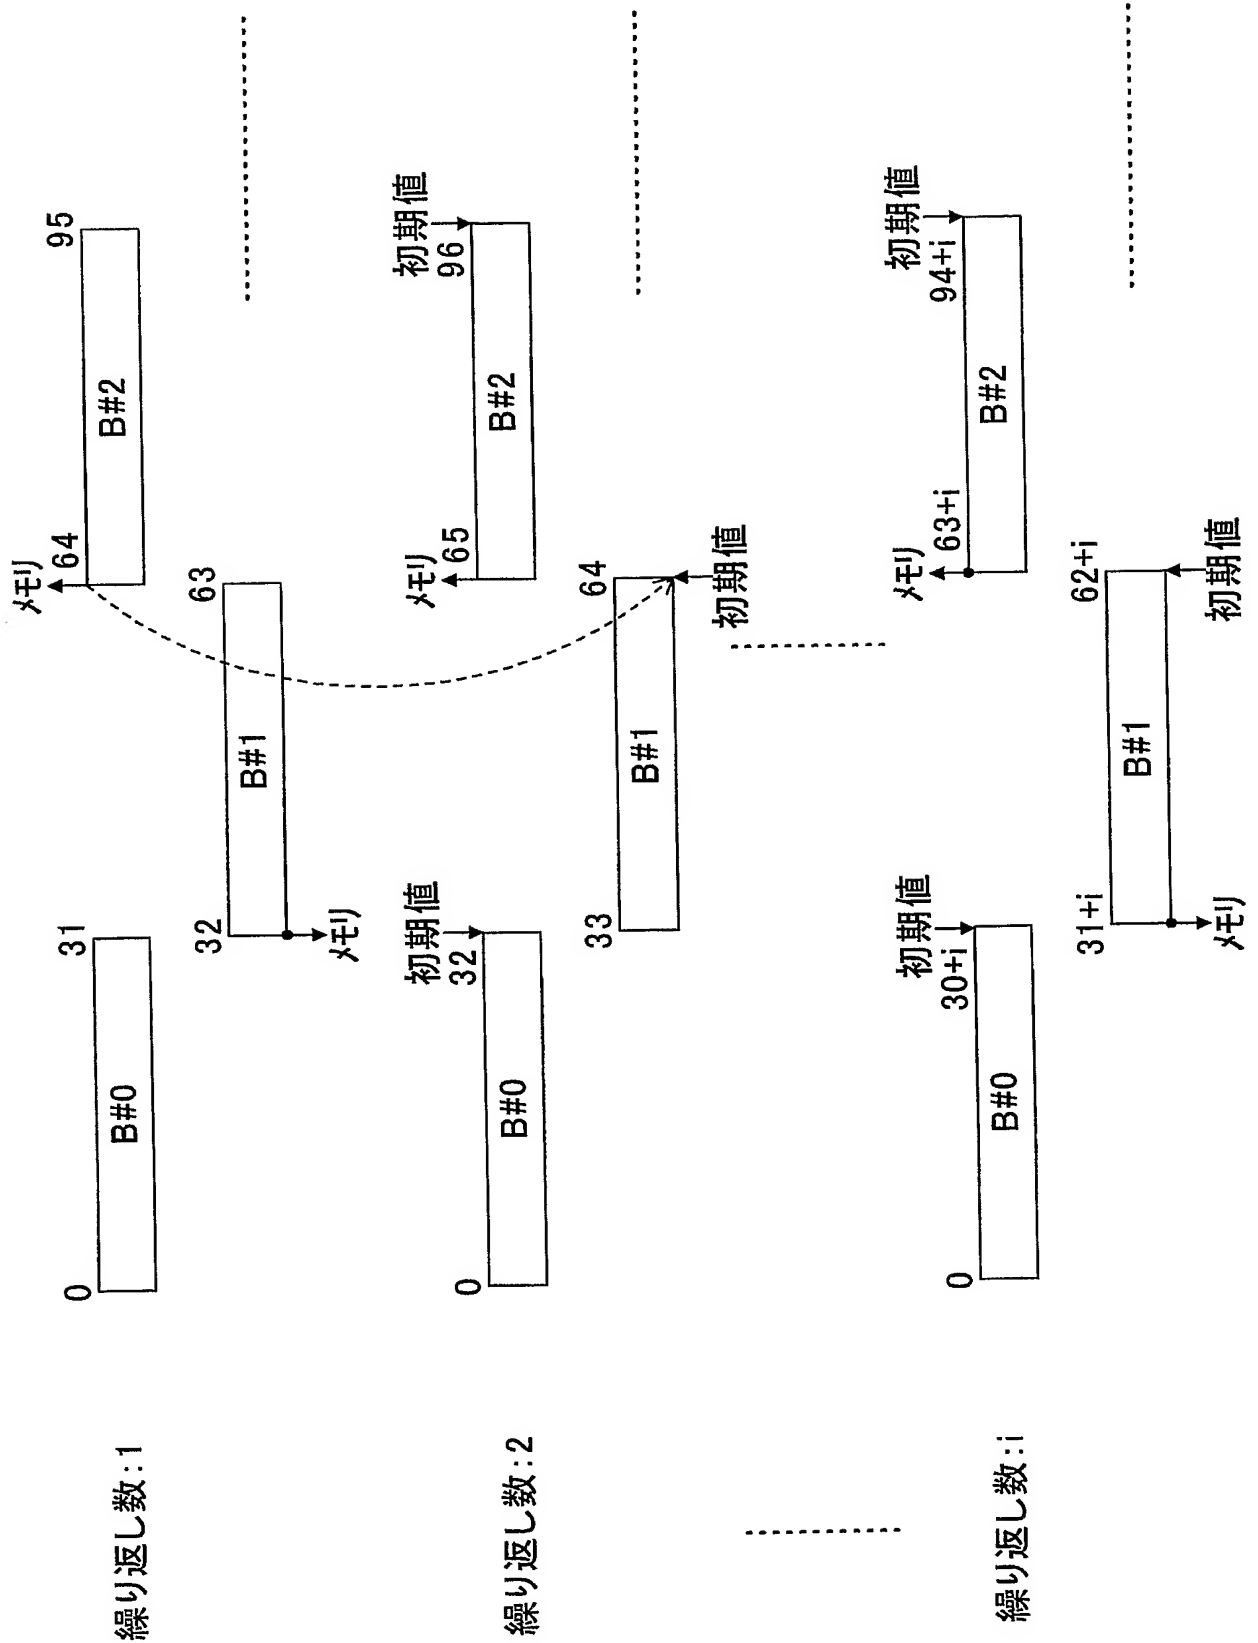 繰り返し数:1
0
31
B#0
32
63
B#1
メモリ
メモリ
64
95
B#2
繰り返し数:2
0
初期値
32
B#0
33
64
B#1
初期値
メモリ
65
初期値
96
B#2
繰り返し数:i
0
初期値
30+i
B#0
31+i
62+i
B#1
メモリ
初期値
メモリ
63+i
初期値
94+i
B#2